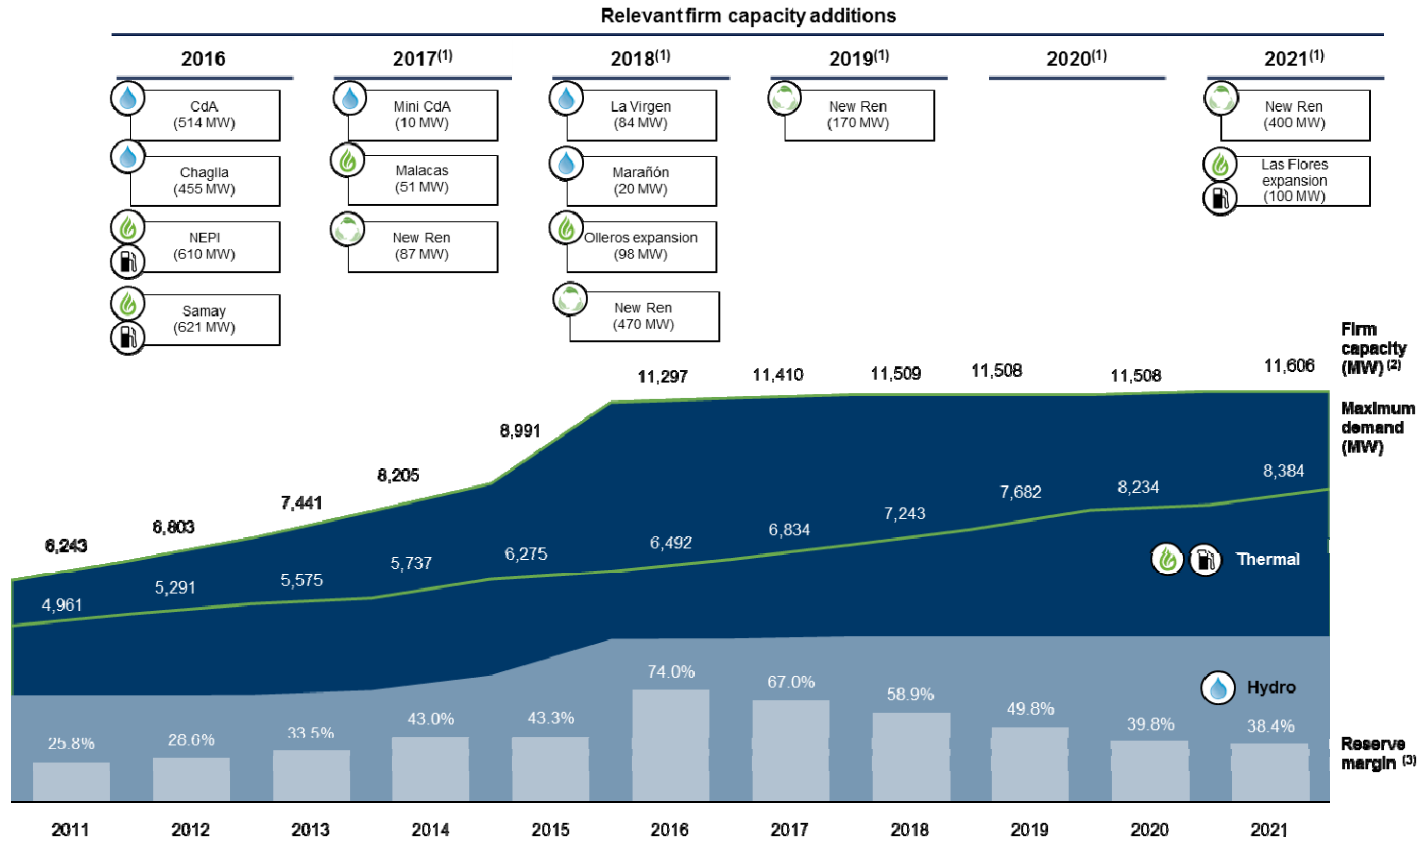 Relevant firm capacity additions
2016
2017(1)
2018(1)
2019(1)
2020(1)
2021(1)
CdA
(514 MW)
Chaglla
(455 MW)
NEPI
(610 MW)
Samay
(621 MW)
Mini CdA
(10 MW)
Malacas
(51 MW)
New Ren
(87 MW)
La Virgen
(84 MW)
Marañón
(20 MW)
Olleros expansion
(98 MW)
New Ren
(470 MW)
New Ren
(170 MW)
New Ren
(400 MW)
Las Flores
expansion
(100 MW)
Firm
capacity
(MW) (2)
6,243
6,803
7,441
8,205
8,991
11,297
11,410
11,509
11,508
11,508
11,606
Maximum
demand
(MW)
4,961
5,291
5,575
5,737
6,275
6,492
6,834
7,243
7,682
8,234
8,384
Thermal
Hydro
25.8%
28.6%
33.5%
43.0%
43.3%
74.0%
67.0%
58.9%
49.8%
39.8%
38.4%
Reserve
margin (3)
2011
2012
2013
2014
2015
2016
2017
2018
2019
2020
2021